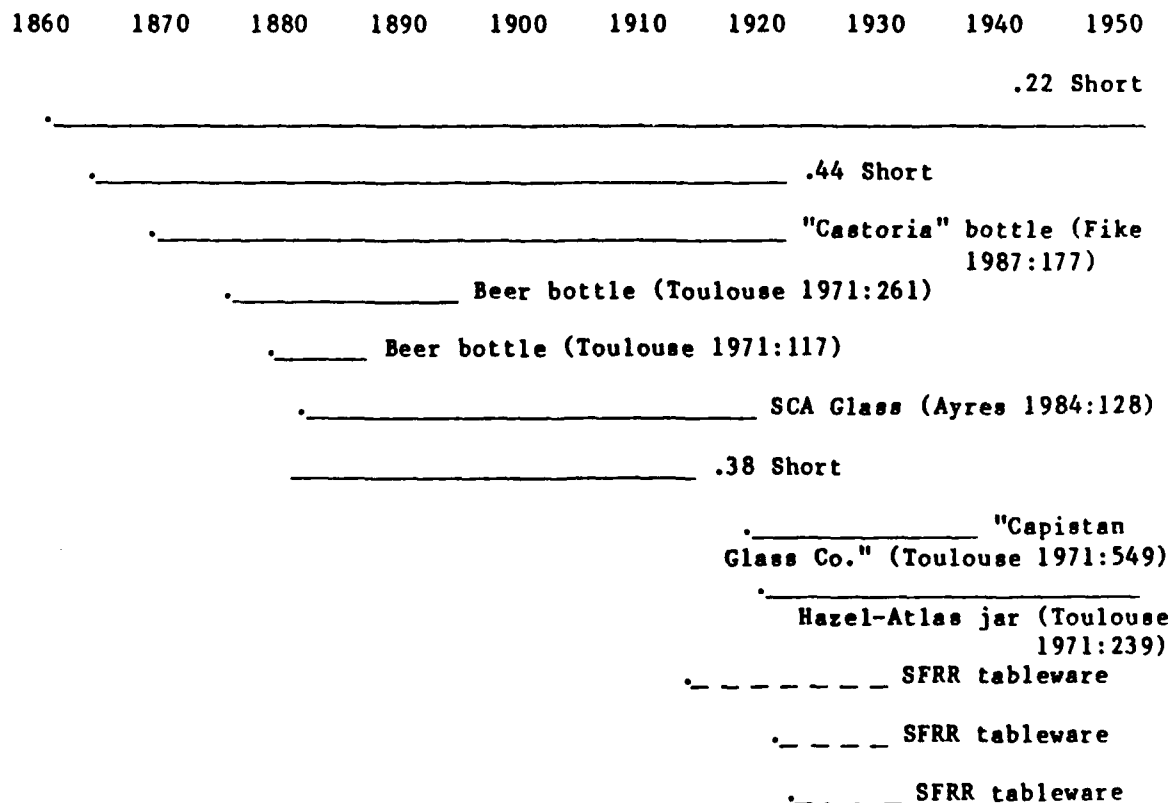 1860 1870 1880 1890 1900 1910 1920 1930 1940 1950
.22 Short
.44 Short
"Castoria" bottle (Fike
1987:177)
Beer bottle (Toulouse 1971:261)
Beer bottle (Toulouse 1971:117)
SCA Glass (Ayres 1984:128)
.38 Short
"Capistan
Glass Co." (Toulouse 1971:549)
Hazel-Atlas jar (Toulouse
1971:239)
SFRR tableware
SFRR tableware
SFRR tableware